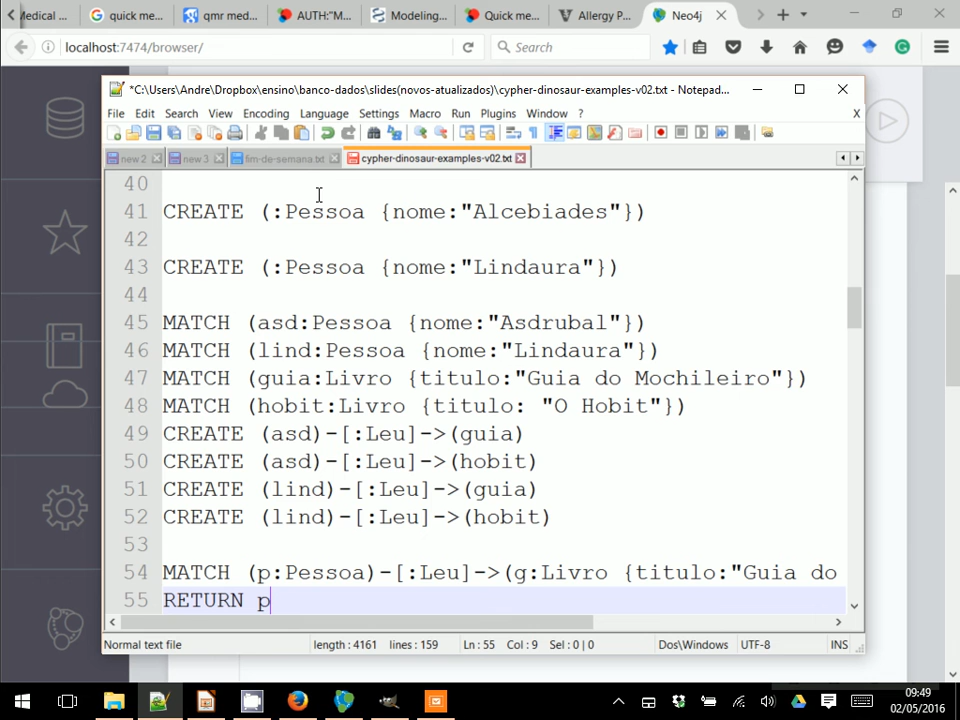 Medical ...
quick me...
qmr med...
AUTH:"M...
Modeling...
Quick me...
Allergy P...
Neo4j
localhost:7474/browser/
Search
*C:\Users\Andre\Dropbox\ensino\banco-dados\slides(novos-atualizados)\cypher-dinosaur-examples-v02.txt - Notepad...
File Edit Search View Encoding Language Settings Macro Run Plugins Window ? X
new 2
new 3
fim-de-semana.txt
cypher-dinosaur-examples-v02.txt
40
41 CREATE (:Pessoa {nome:"Alcebiades"})
42
43 CREATE (:Pessoa {nome:"Lindaura"})
44
45 MATCH (asd:Pessoa {nome:"Asdrubal"})
46 MATCH (lind:Pessoa {nome:"Lindaura"})
47 MATCH (guia:Livro {titulo:"Guia do Mochileiro"})
48 MATCH (hobit:Livro {titulo: "O Hobit"})
49 CREATE (asd)-[:Leu]->(guia)
50 CREATE (asd)-[:Leu]->(hobit)
51 CREATE (lind)-[:Leu]->(guia)
52 CREATE (lind)-[:Leu]->(hobit)
53
54 MATCH (p:Pessoa)-[:Leu]->(g:Livro {titulo:"Guia do
55 RETURN p
Normal text file length : 4161 lines : 159 Ln : 55 Col : 9 Sel : 0 | 0 Dos\Windows UTF-8 INS
09:49
02/05/2016